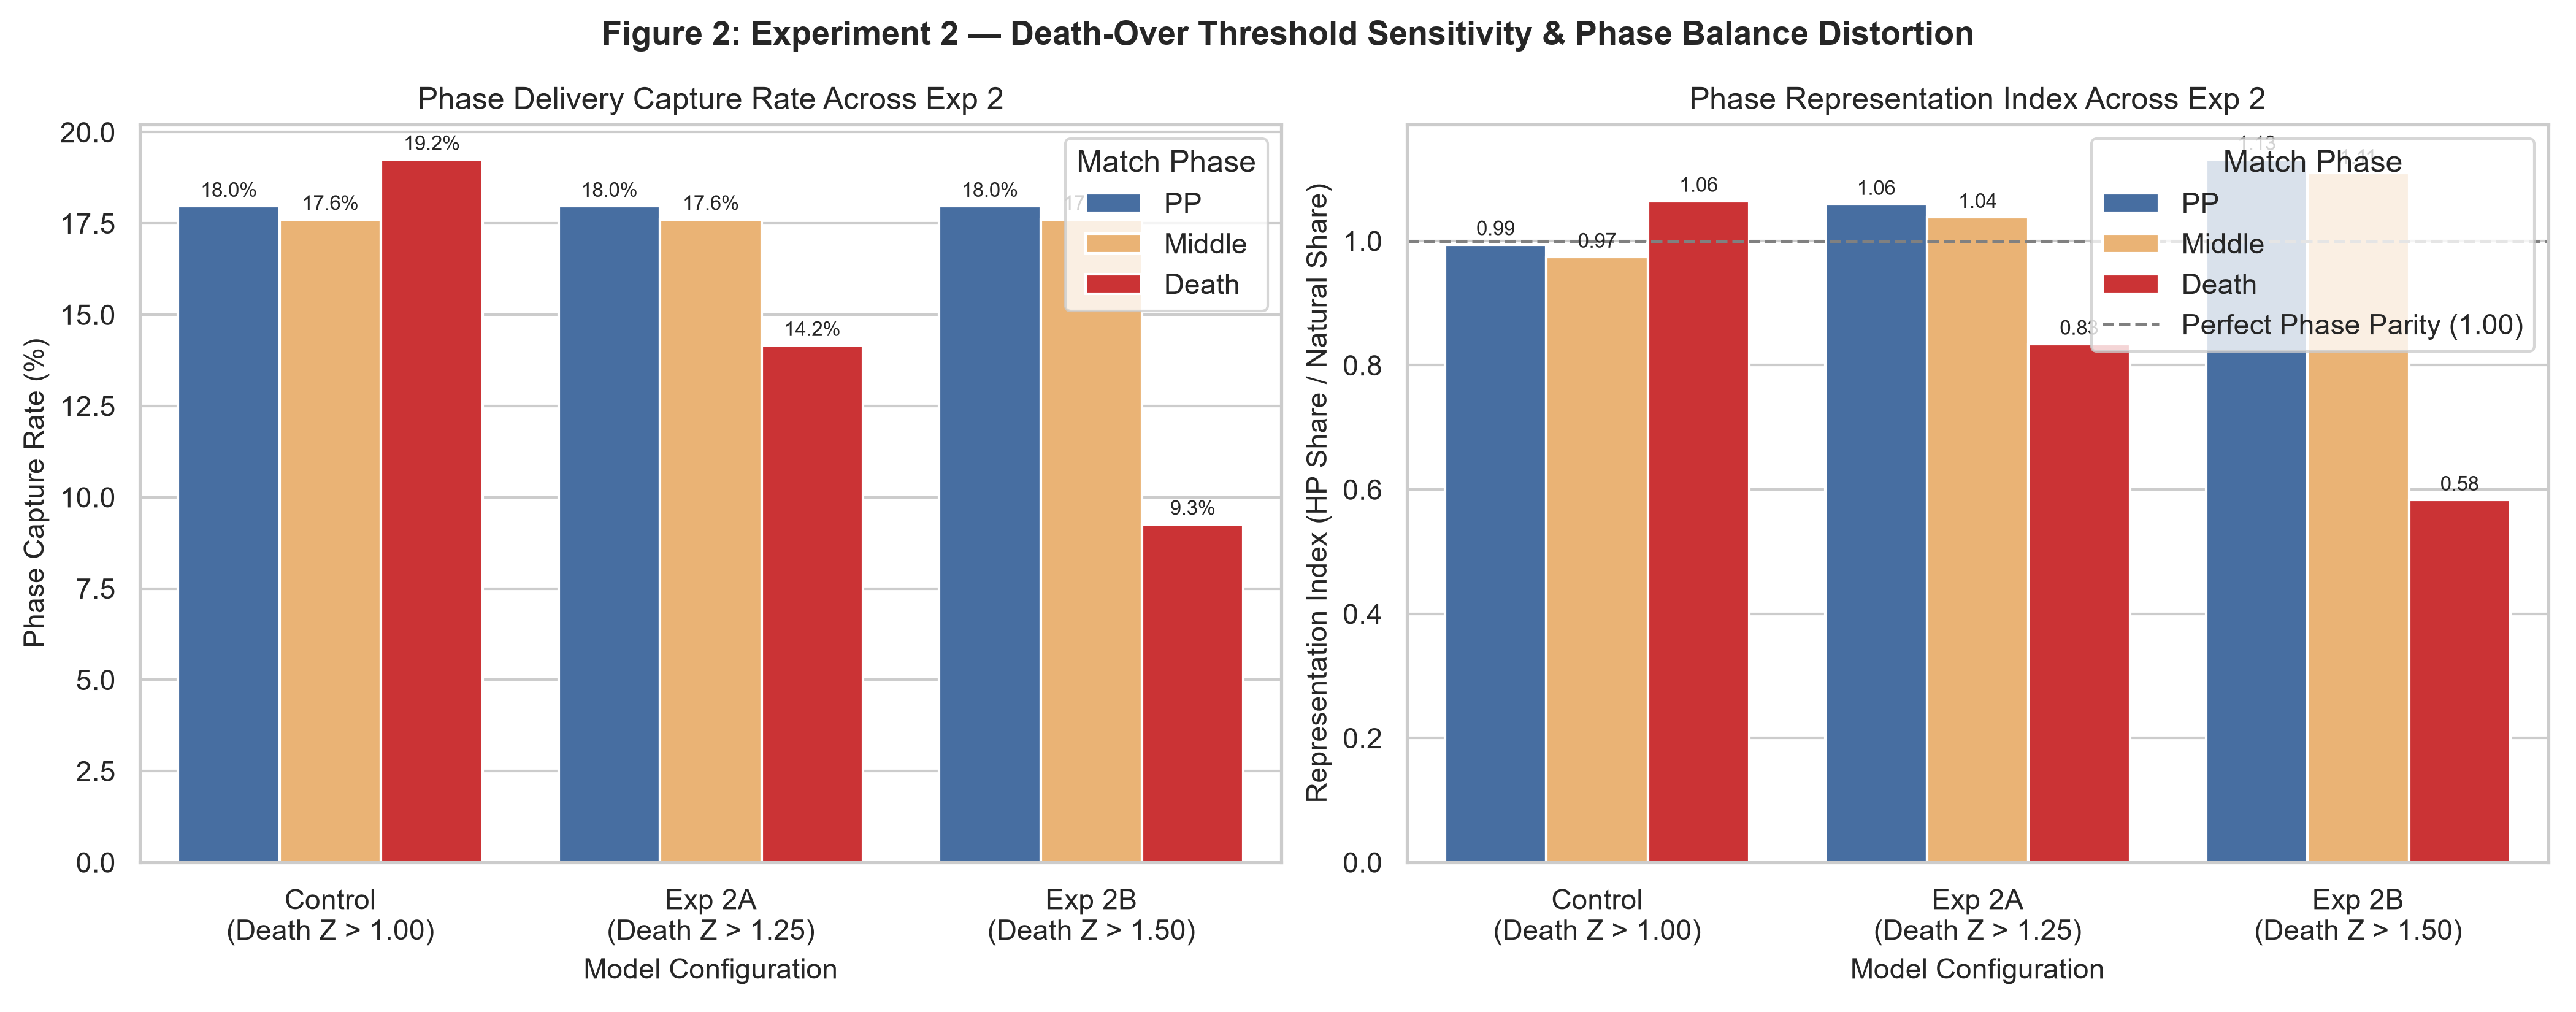 Figure 2: Experiment 2 — Death-Over Threshold Sensitivity & Phase Balance Distortion
Phase Delivery Capture Rate Across Exp 2
Phase Capture Rate (%)
20.0
17.5
15.0
12.5
10.0
7.5
5.0
2.5
0.0
18.0%
17.6%
19.2%
18.0%
17.6%
14.2%
18.0%
17
9.3%
Match Phase
PP
Middle
Death
Control
(Death Z > 1.00)
Exp 2A
(Death Z > 1.25)
Exp 2B
(Death Z > 1.50)
Model Configuration
Phase Representation Index Across Exp 2
Representation Index (HP Share / Natural Share)
1.0
0.8
0.6
0.4
0.2
0.0
0.99
0.97
1.06
1.06
1.04
0.83
1.13
1.11
0.58
Match Phase
PP
Middle
Death
Perfect Phase Parity (1.00)
Control
(Death Z > 1.00)
Exp 2A
(Death Z > 1.25)
Exp 2B
(Death Z > 1.50)
Model Configuration